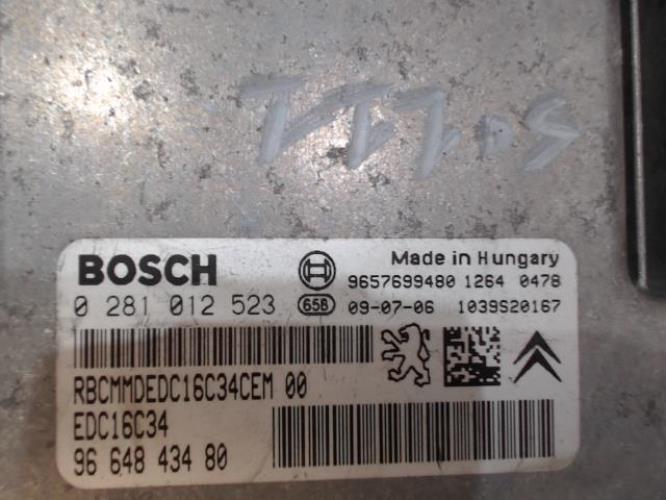 BOSCH
Made in Hungary
9657699480 1264 0478
0 281 012 523
65B
09-07-06 1039S20167
RBCMMDEDC16C34CEM 00
EDC16C34
96 648 434 80